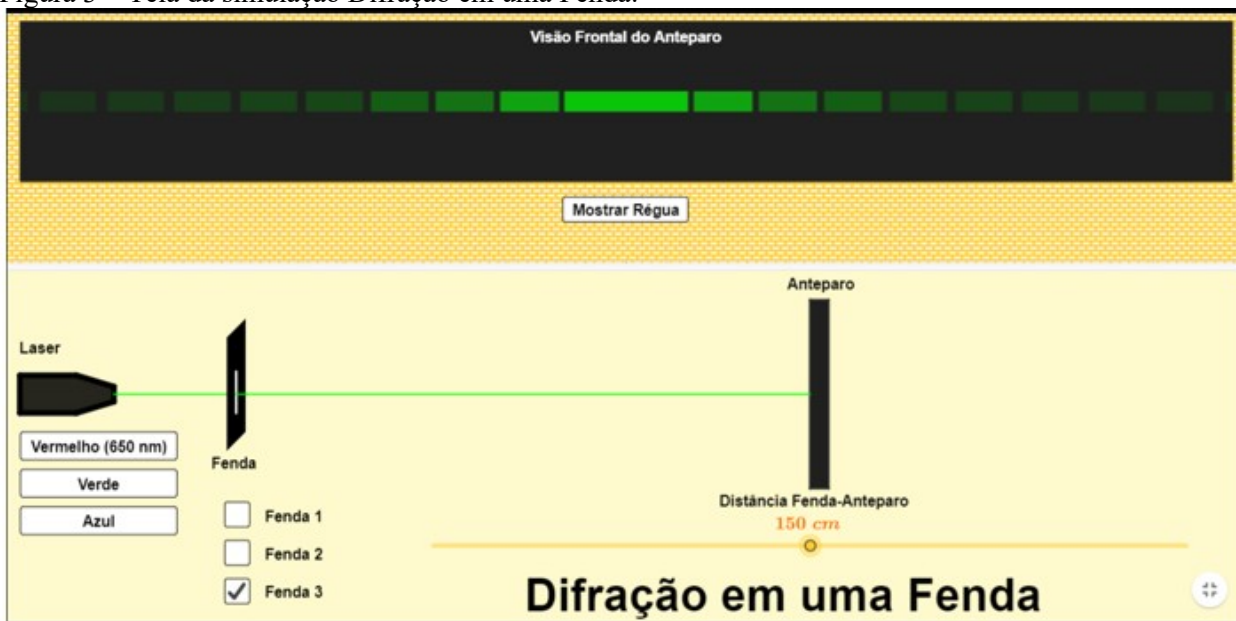 Visão Frontal do Anteparo
Mostrar Régua
Anteparo
Laser
Vermelho (650 nm)
Fenda
Verde
Distância Fenda-Anteparo
Azul
Fenda 1
150 cm
Fenda 2
Fenda 3
Difração em uma Fenda